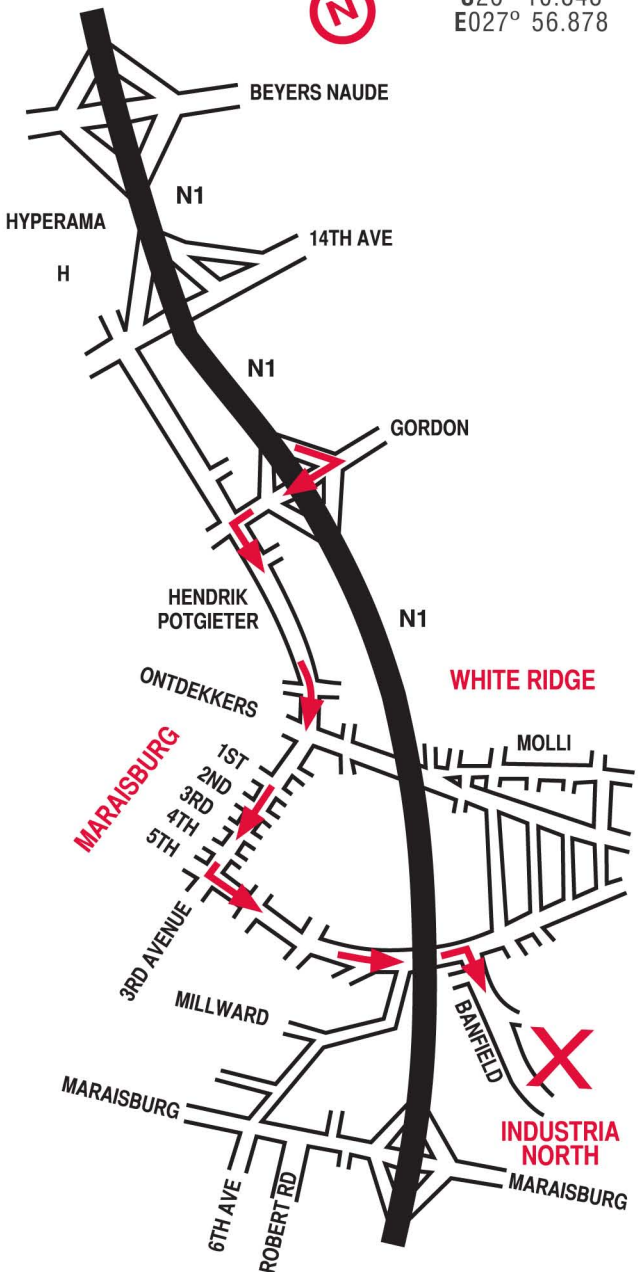 N
E027º 56.878
BEYERS NAUDE
N1
HYPERAMA
14TH AVE
H
N1
GORDON
HENDRIK
POTGIETER
N1
ONTDEKKERS
WHITE RIDGE
MARAISBURG
MOLLI
1ST
2ND
3RD
4TH
5TH
3RD AVENUE
MILLWARD
BANFIELD
X
MARAISBURG
INDUSTRIA
NORTH
MARAISBURG
6TH AVE
ROBERT RD